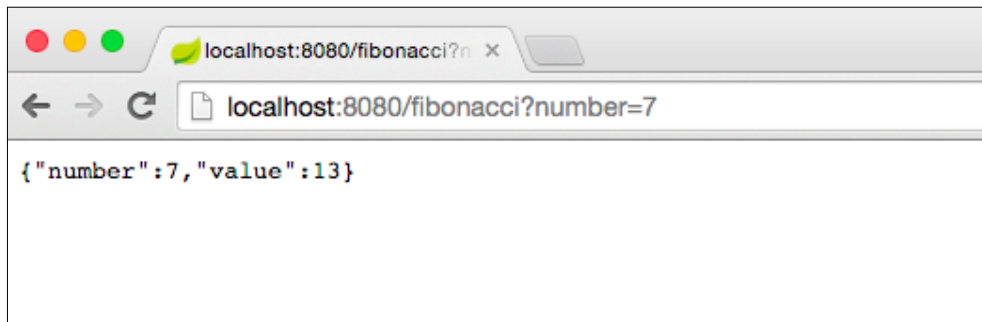 localhost:8080/fibonacci?n
localhost:8080/fibonacci?number=7
{"number":7,"value":13}